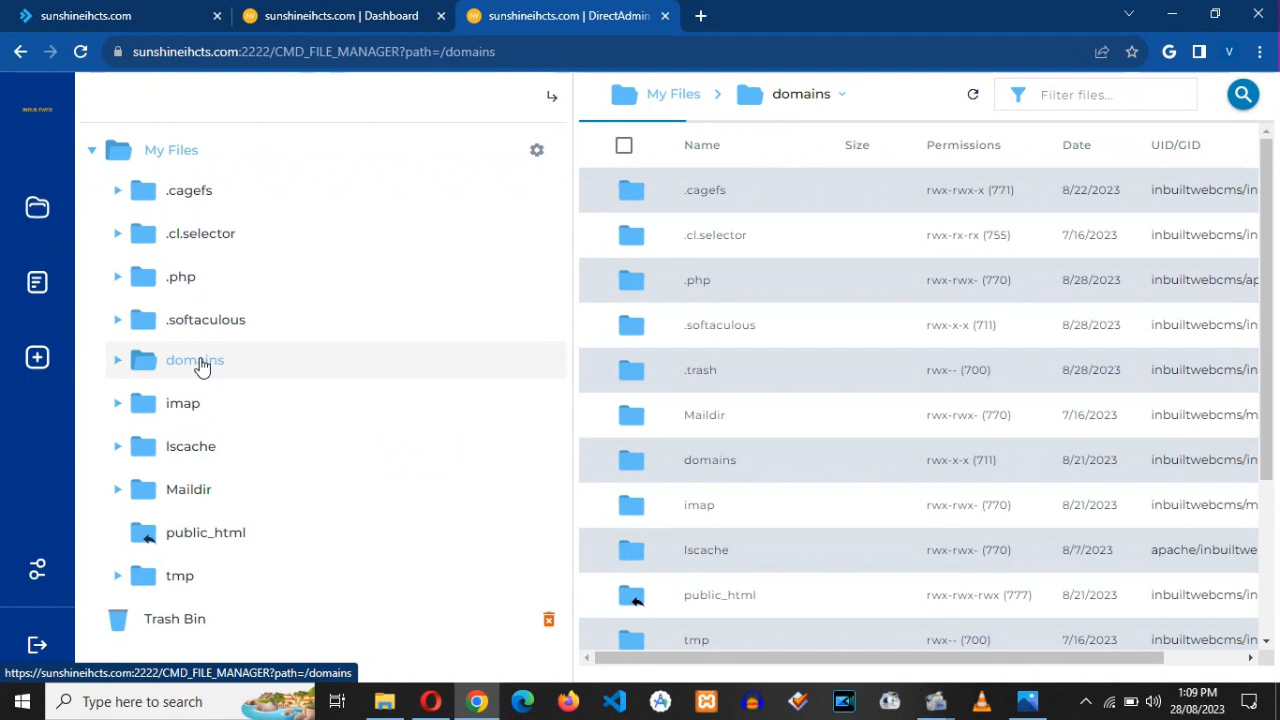 sunshineihcts.com
sunshineihcts.com | Dashboard
sunshineihcts.com | DirectAdmin
sunshineihcts.com:2222/CMD_FILE_MANAGER?path=/domains
V
My Files
.cagefs
.cl.selector
.php
.softaculous
domains
imap
lscache
Maildir
public_html
tmp
Trash Bin
My Files domains Filter files...
Name Size Permissions Date UID/GID
.cagefs rwx-rwx-x (771) 8/22/2023 inbuiltwebcms/in
.cl.selector rwx-rx-rx (755) 7/16/2023 inbuiltwebcms/in
.php rwx-rwx- (770) 8/28/2023 inbuiltwebcms/ap
.softaculous rwx-x-x (711) 8/28/2023 inbuiltwebcms/in
.trash rwx-- (700) 8/28/2023 inbuiltwebcms/in
Maildir rwx-rwx- (770) 7/16/2023 inbuiltwebcms/m
domains rwx-x-x (711) 8/21/2023 inbuiltwebcms/in
imap rwx-rwx- (770) 8/21/2023 inbuiltwebcms/m
lscache rwx-rwx- (770) 8/7/2023 apache/inbuiltwe
public_html rwx-rwx-rwx (777) 8/21/2023 inbuiltwebcms/in
tmp rwx-- (700) 7/16/2023 inbuiltwebcms/in
https://sunshineihcts.com:2222/CMD_FILE_MANAGER?path=/domains
Type here to search
1:09 PM
28/08/2023